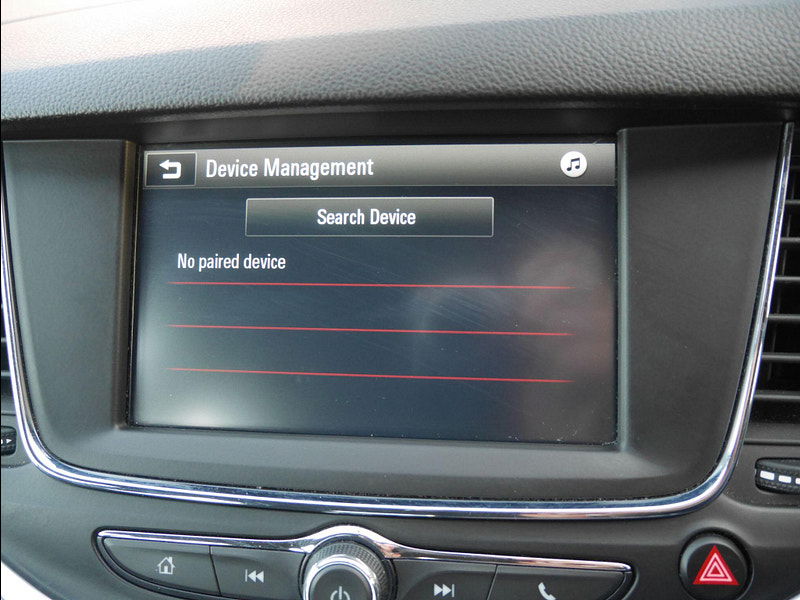 Device Management
Search Device
No paired device